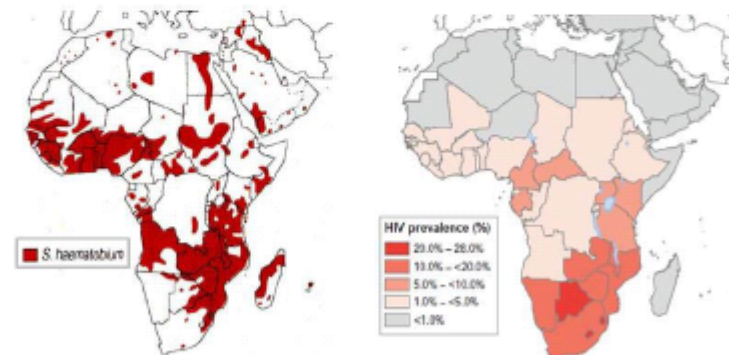 S. haematobium
HIV prevalence (%)
20.0% – 28.0%
10.0% – <20.0%
5.0% – <10.0%
1.0% – <5.0%
<1.0%